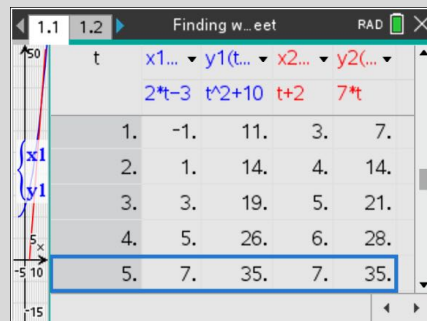 1.1 1.2 Finding w...eet RAD
50 t x1... y1(t... x2... y2(...
2*t–3 t^2+10 t+2 7*t
1. -1. 11. 3. 7.
2. 1. 14. 4. 14.
x1
y1
3. 3. 19. 5. 21.
4. 5. 26. 6. 28.
5 x
-5 10
5. 7. 35. 7. 35.
-15